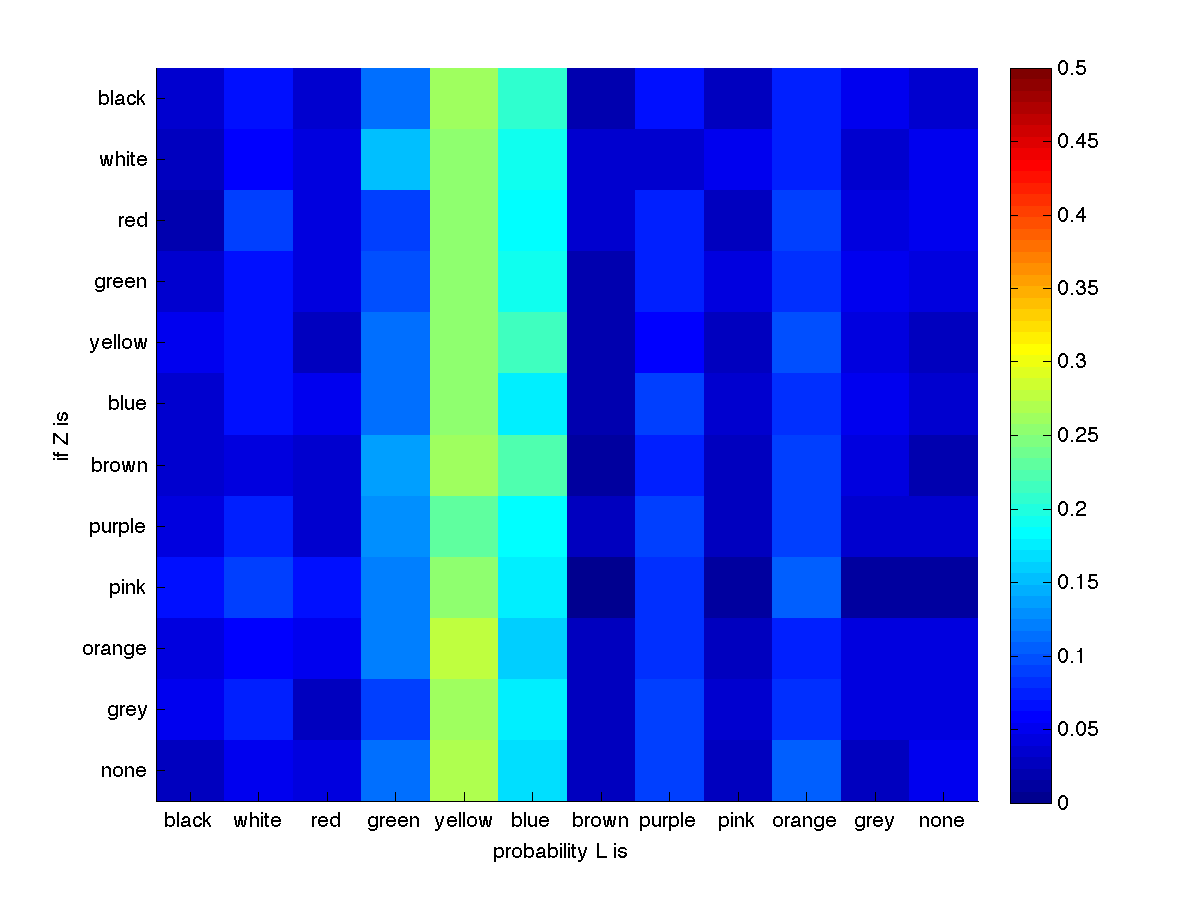 if Z is
black
white
red
green
yellow
blue
brown
purple
pink
orange
grey
none
black white red green yellow blue brown purple pink orange grey none
probability L is
0.5
0.45
0.4
0.35
0.3
0.25
0.2
0.15
0.1
0.05
0